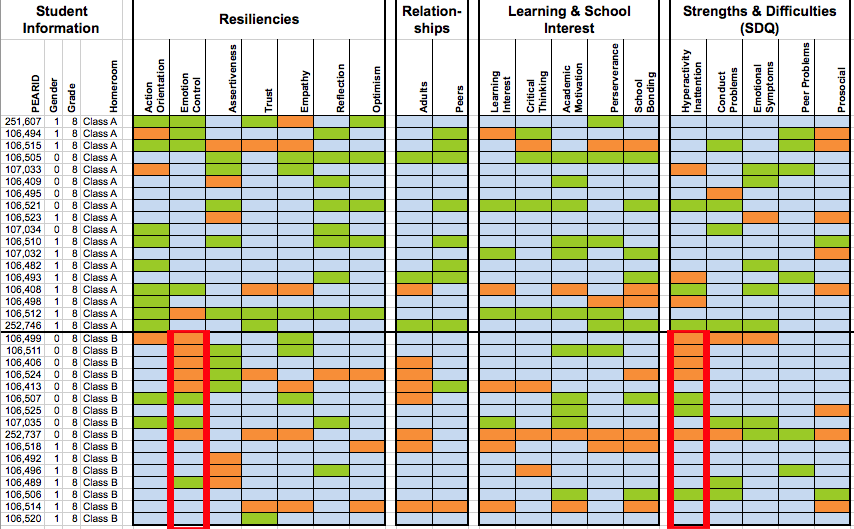 Student Information
Resiliencies
Relation-ships
Learning & School Interest
Strengths & Difficulties (SDQ)
PEARID Gender Grade Homeroom Action Orientation Emotion Control Assertiveness Trust Empathy Reflection Optimism Adults Peers Learning Interest Critical Thinking Academic Motivation Perserverance School Bonding Hyperactivity Inattention Conduct Problems Emotional Symptoms Peer Problems Prosocial
251,607 1 8 Class A
106,494 1 8 Class A
106,515 1 8 Class A
106,505 0 8 Class A
107,033 0 8 Class A
106,409 0 8 Class A
106,495 0 8 Class A
106,521 0 8 Class A
106,523 1 8 Class A
107,034 0 8 Class A
106,510 1 8 Class A
107,032 1 8 Class A
106,482 1 8 Class A
106,493 1 8 Class A
106,408 1 8 Class A
106,498 1 8 Class A
106,512 1 8 Class A
252,746 1 8 Class A
106,499 0 8 Class B
106,511 0 8 Class B
106,406 0 8 Class B
106,524 0 8 Class B
106,413 1 8 Class B
106,507 0 8 Class B
106,525 0 8 Class B
107,035 0 8 Class B
252,737 0 8 Class B
106,518 1 8 Class B
106,492 1 8 Class B
106,496 1 8 Class B
106,489 1 8 Class B
106,506 1 8 Class B
106,514 1 8 Class B
106,520 1 8 Class B